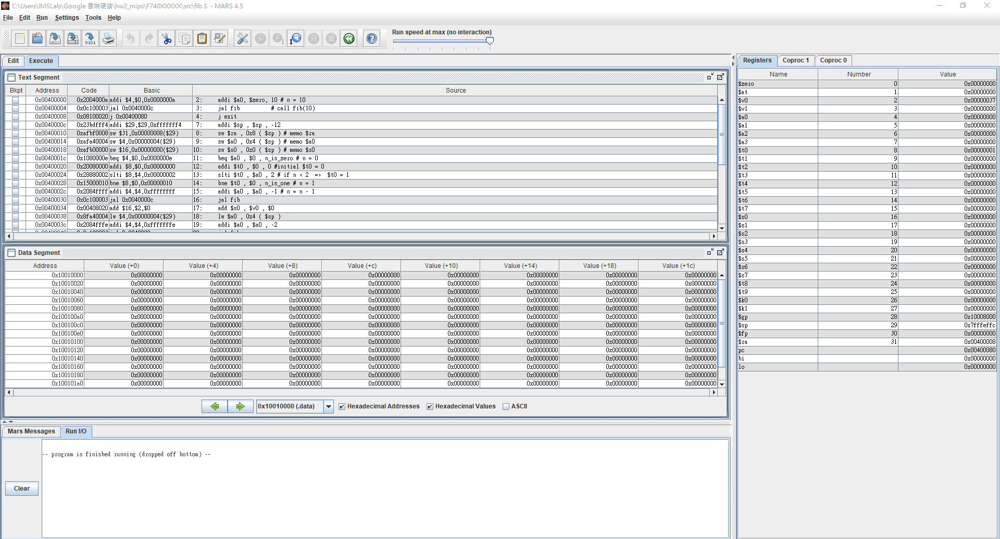 C:\Users\IMSLab\Google 雲端硬碟\hw2_mips\F740XXXXX\src\fib.S - MARS 4.5
File Edit Run Settings Tools Help
Run speed at max (no interaction)
Edit Execute
Text Segment
Bkpt Address Code Basic Source
0x00400000 0x2004000a addi $4,$0,0x0000000a 2: addi $a0, $zero, 10 # n = 10
0x00400004 0x0c100003 jal 0x0040000c 3: jal fib # call fib(10)
0x00400008 0x08100020 j 0x00400080 4: j exit
0x0040000c 0x23bdfff4 addi $29,$29,0xfffffff4 7: addi $sp , $sp , -12
0x00400010 0xafbf0008 sw $31,0x00000008($29) 8: sw $ra , 0x8 ( $sp ) # memo $ra
0x00400014 0xafa40004 sw $4,0x00000004($29) 9: sw $a0 , 0x4 ( $sp ) # memo $a0
0x00400018 0xafb00000 sw $16,0x00000000($29) 10: sw $s0 , 0x0 ( $sp ) # memo $s0
0x0040001c 0x1080000e beq $4,$0,0x0000000e 11: beq $a0 , $0 , n_is_zero # n = 0
0x00400020 0x20080000 addi $8,$0,0x00000000 12: addi $t0 , $0 , 0 #initial $t0 = 0
0x00400024 0x28880002 slti $8,$4,0x00000002 13: slti $t0 , $a0 , 2 # if n < 2 => $t0 = 1
0x00400028 0x15000010 bne $8,$0,0x00000010 14: bne $t0 , $0 , n_is_one # n = 1
0x0040002c 0x2084ffff addi $4,$4,0xffffffff 15: addi $a0 , $a0 , -1 # n = n - 1
0x00400030 0x0c100003 jal 0x0040000c 16: jal fib
0x00400034 0x00408020 add $16,$2,$0 17: add $s0 , $v0 , $0
0x00400038 0x8fa40004 lw $4,0x00000004($29) 18: lw $a0 , 0x4 ( $sp )
0x0040003c 0x2084fffe addi $4,$4,0xfffffffe 19: addi $a0 , $a0 , -2
Data Segment
Address Value (+0) Value (+4) Value (+8) Value (+c) Value (+10) Value (+14) Value (+18) Value (+1c)
0x10010000 0x00000000 0x00000000 0x00000000 0x00000000 0x00000000 0x00000000 0x00000000 0x00000000
0x10010020 0x00000000 0x00000000 0x00000000 0x00000000 0x00000000 0x00000000 0x00000000 0x00000000
0x10010040 0x00000000 0x00000000 0x00000000 0x00000000 0x00000000 0x00000000 0x00000000 0x00000000
0x10010060 0x00000000 0x00000000 0x00000000 0x00000000 0x00000000 0x00000000 0x00000000 0x00000000
0x10010080 0x00000000 0x00000000 0x00000000 0x00000000 0x00000000 0x00000000 0x00000000 0x00000000
0x100100a0 0x00000000 0x00000000 0x00000000 0x00000000 0x00000000 0x00000000 0x00000000 0x00000000
0x100100c0 0x00000000 0x00000000 0x00000000 0x00000000 0x00000000 0x00000000 0x00000000 0x00000000
0x100100e0 0x00000000 0x00000000 0x00000000 0x00000000 0x00000000 0x00000000 0x00000000 0x00000000
0x10010100 0x00000000 0x00000000 0x00000000 0x00000000 0x00000000 0x00000000 0x00000000 0x00000000
0x10010120 0x00000000 0x00000000 0x00000000 0x00000000 0x00000000 0x00000000 0x00000000 0x00000000
0x10010140 0x00000000 0x00000000 0x00000000 0x00000000 0x00000000 0x00000000 0x00000000 0x00000000
0x10010160 0x00000000 0x00000000 0x00000000 0x00000000 0x00000000 0x00000000 0x00000000 0x00000000
0x10010180 0x00000000 0x00000000 0x00000000 0x00000000 0x00000000 0x00000000 0x00000000 0x00000000
0x100101a0 0x00000000 0x00000000 0x00000000 0x00000000 0x00000000 0x00000000 0x00000000 0x00000000
0x10010000 (.data) Hexadecimal Addresses Hexadecimal Values ASCII
Mars Messages Run I/O
-- program is finished running (dropped off bottom) --
Clear
Registers Coproc 1 Coproc 0
Name Number Value
$zero 0 0x00000000
$at 1 0x00000000
$v0 2 0x00000037
$v1 3 0x00000000
$a0 4 0x00000000
$a1 5 0x00000000
$a2 6 0x00000000
$a3 7 0x00000000
$t0 8 0x00000001
$t1 9 0x00000000
$t2 10 0x00000000
$t3 11 0x00000000
$t4 12 0x00000000
$t5 13 0x00000000
$t6 14 0x00000000
$t7 15 0x00000000
$s0 16 0x00000000
$s1 17 0x00000000
$s2 18 0x00000000
$s3 19 0x00000000
$s4 20 0x00000000
$s5 21 0x00000000
$s6 22 0x00000000
$s7 23 0x00000000
$t8 24 0x00000000
$t9 25 0x00000000
$k0 26 0x00000000
$k1 27 0x00000000
$gp 28 0x10008000
$sp 29 0x7fffeffc
$fp 30 0x00000000
$ra 31 0x00400008
pc 0x00400080
hi 0x00000000
lo 0x00000000